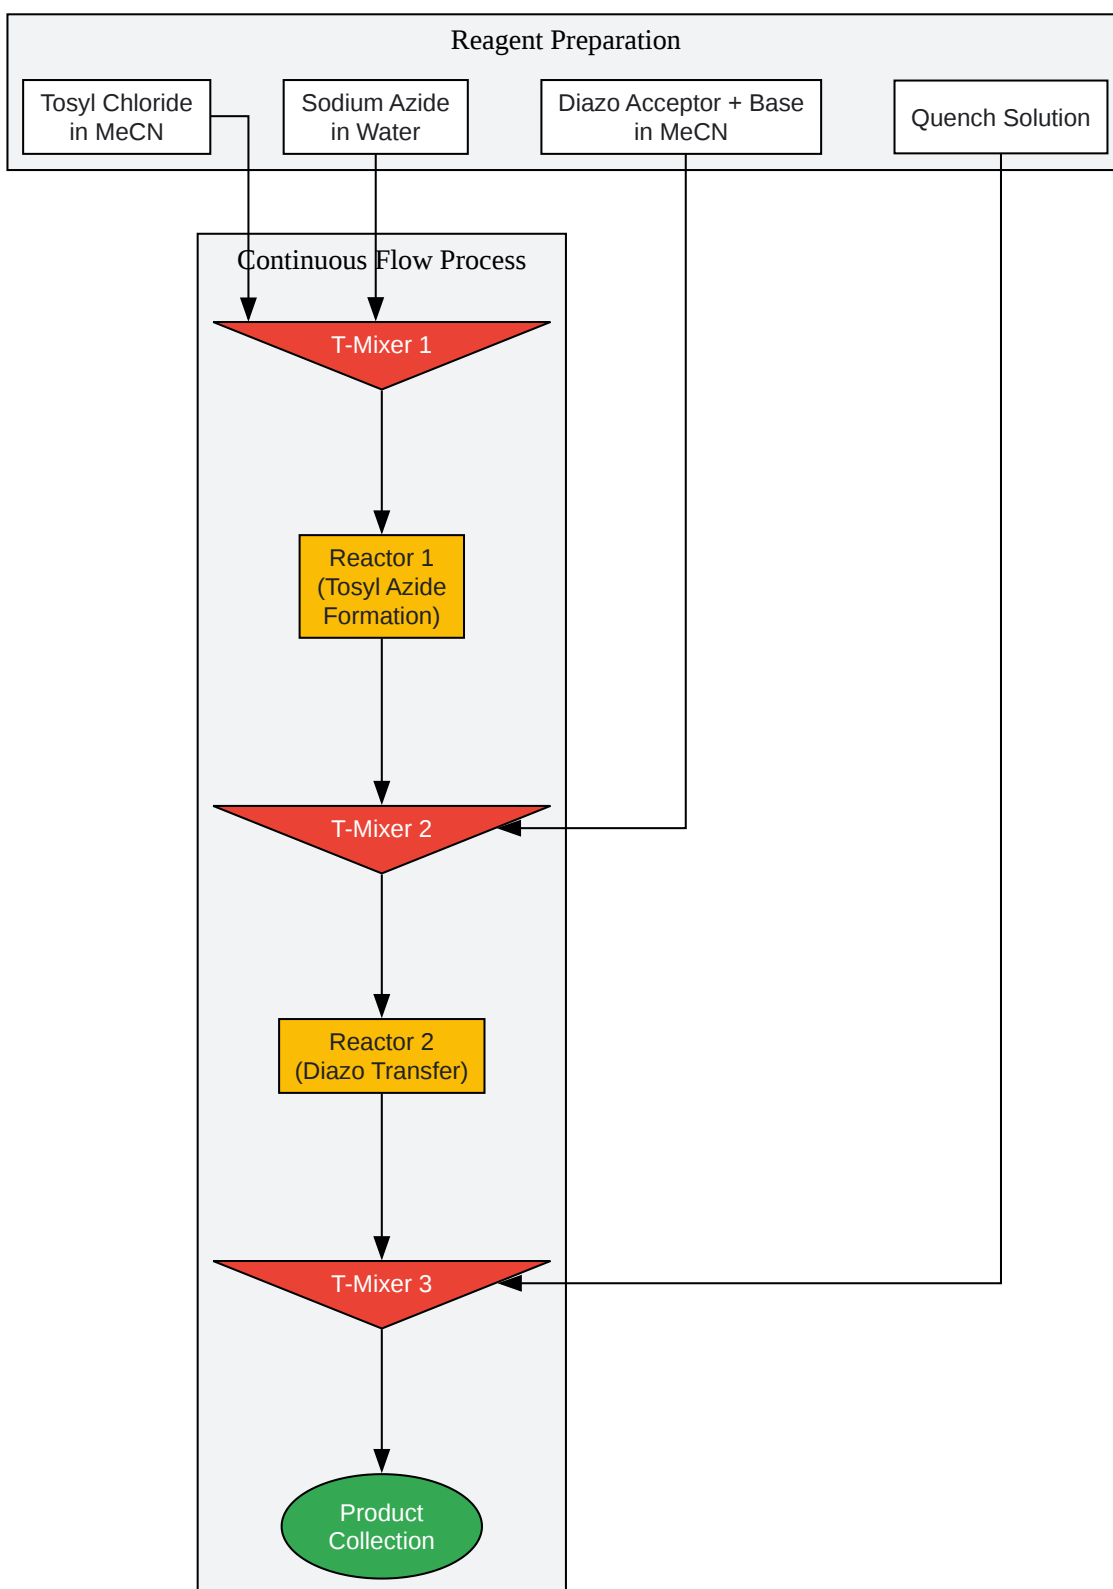 Reagent Preparation
Tosyl Chloride
in MeCN
Sodium Azide
in Water
Diazo Acceptor + Base
in MeCN
Quench Solution
Continuous Flow Process
T-Mixer 1
Reactor 1
(Tosyl Azide
Formation)
T-Mixer 2
Reactor 2
(Diazo Transfer)
T-Mixer 3
Product
Collection